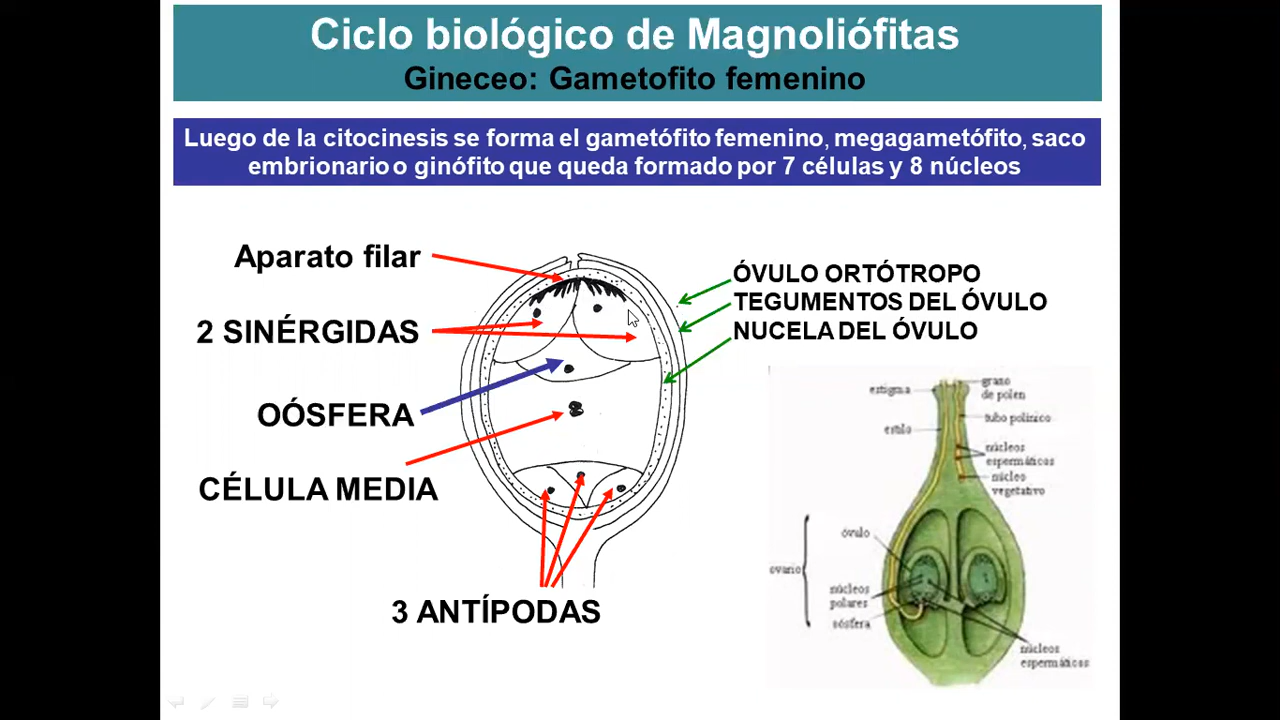 Ciclo biológico de Magnoliófitas
Gineceo: Gametofito femenino
Luego de la citocinesis se forma el gametófito femenino, megagametófito, saco
embrionario o ginófito que queda formado por 7 células y 8 núcleos
Aparato filar
2 SINÉRGIDAS
OÓSFERA
CÉLULA MEDIA
3 ANTÍPODAS
ÓVULO ORTÓTROPO
TEGUMENTOS DEL ÓVULO
NUCELA DEL ÓVULO
estigma
grano
de polen
tubo polínico
estilo
núcleos
espermáticos
núcleo
vegetativo
óvulo
ovario
núcleos
polares
oósfera
núcleos
espermáticos